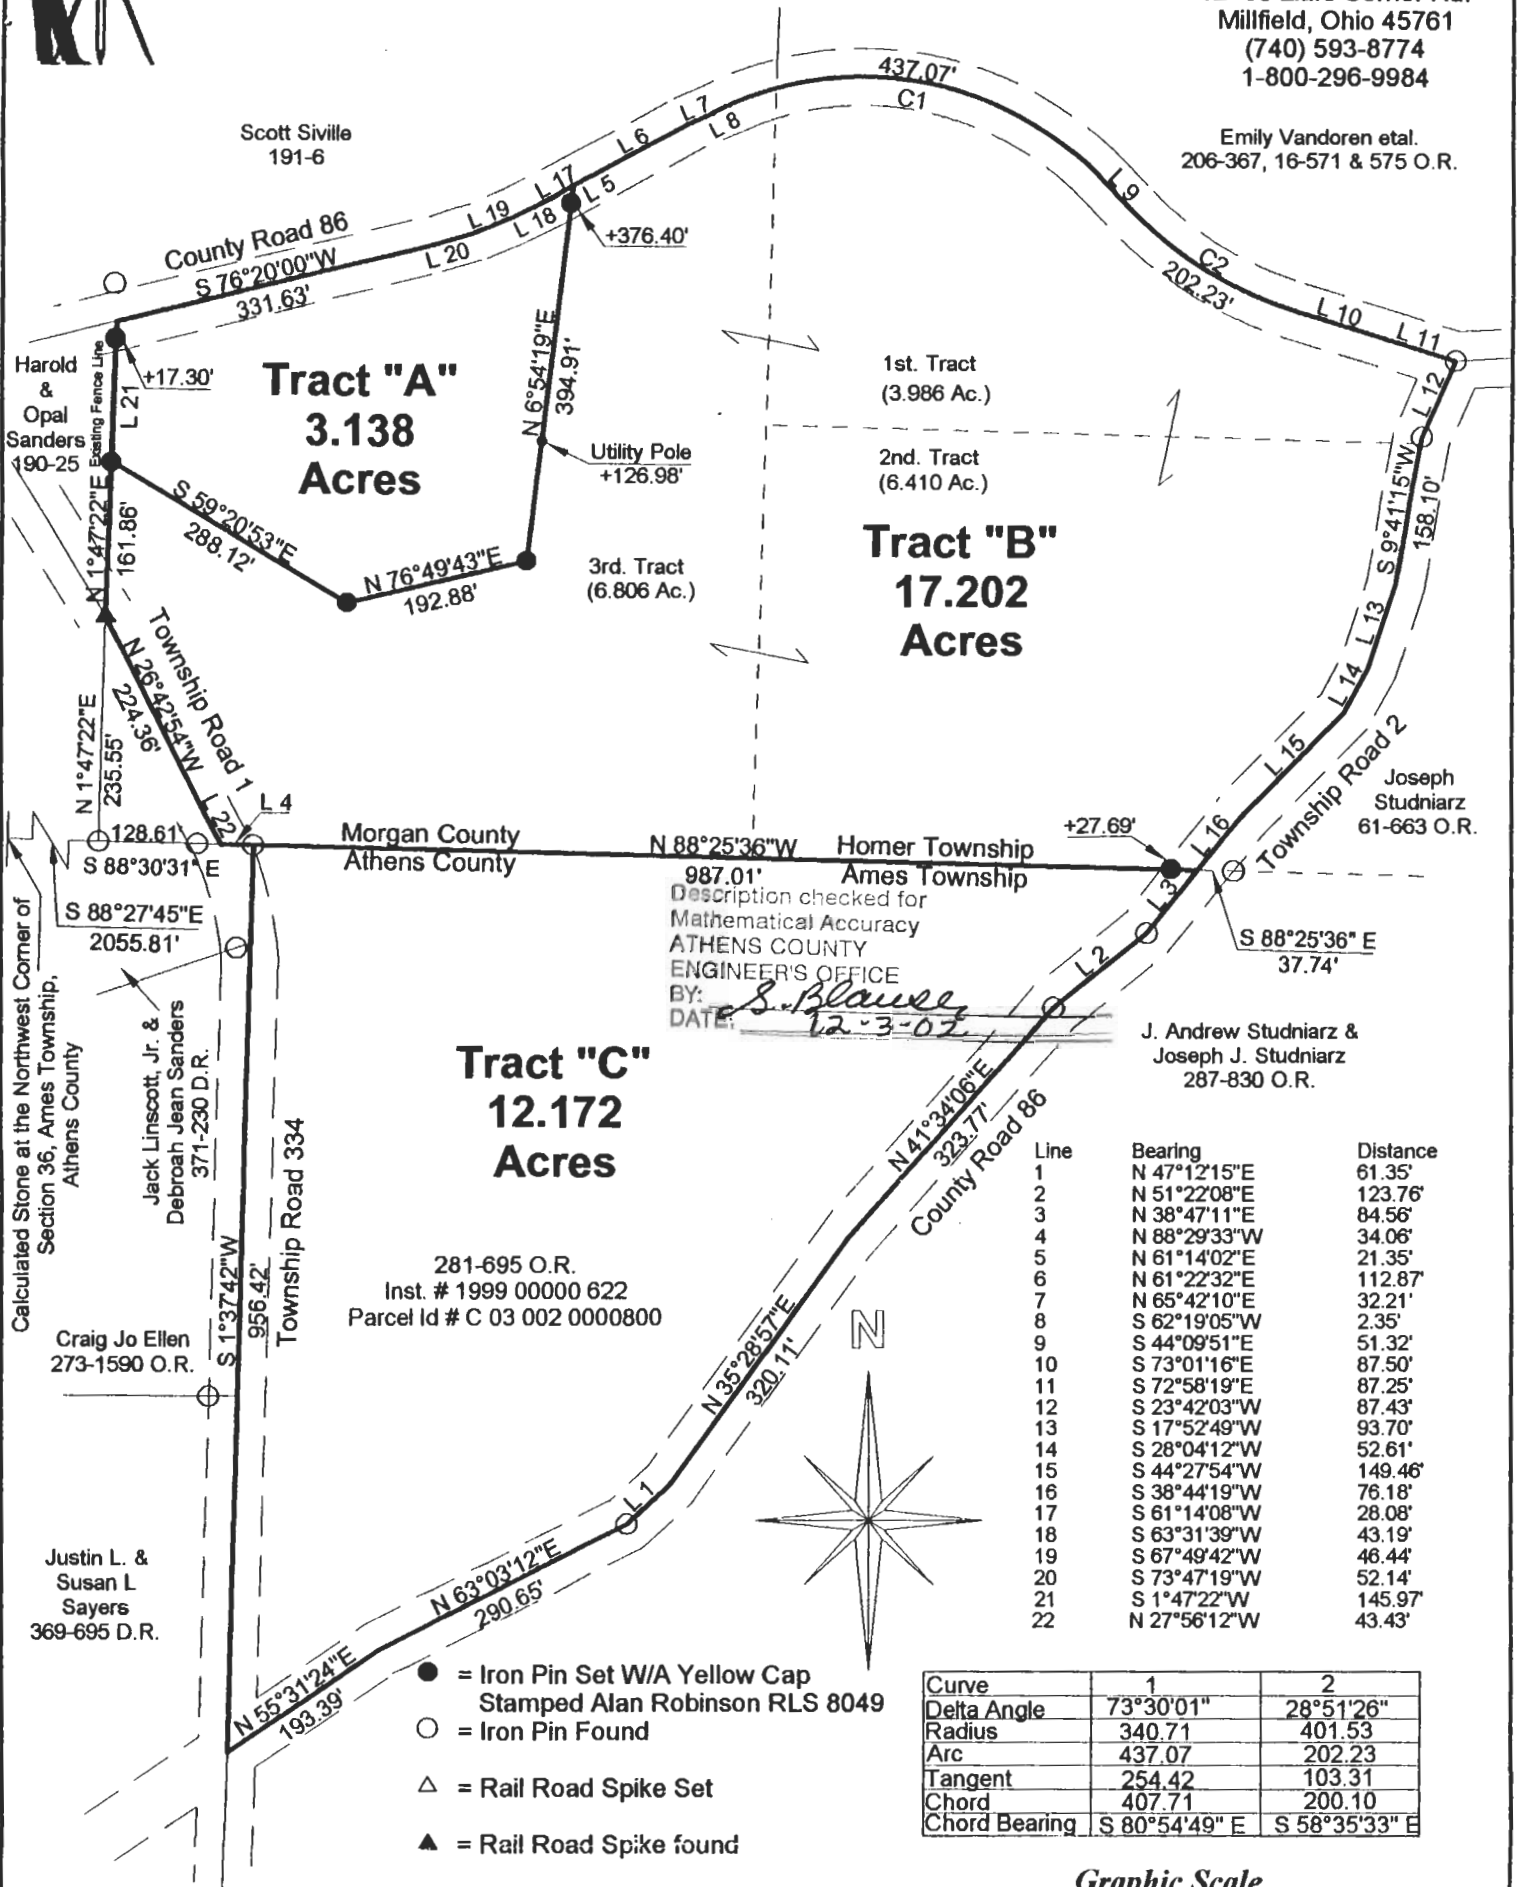 Millfield, Ohio 45761
(740) 593-8774
1-800-296-9984
Emily Vandoren etal.
206-367, 16-571 & 575 O.R.
Scott Siville
191-6
437.07'
C1
L 7
L 8
L 6
L 17
L 5
L 19
L 18
L 20
L 9
C2
202.23'
L 10
L 11
L 12
County Road 86
S 76°20'00"W
331.63'
+376.40'
+17.30'
Harold
&
Opal
Sanders
190-25
Existing Fence Line
L 21
Tract "A"
3.138
Acres
N 6°54'19"E
394.91'
Utility Pole
+126.98'
1st. Tract
(3.986 Ac.)
2nd. Tract
(6.410 Ac.)
3rd. Tract
(6.806 Ac.)
Tract "B"
17.202
Acres
S 9°41'15"W
158.10'
S 59°20'53"E
288.12'
N 76°49'43"E
192.88'
N 1°47'22"E
161.86'
Township Road 1
N 26°42'54"W
224.36'
N 1°47'22"E
235.55'
L 13
L 14
L 15
L 16
Township Road 2
Joseph
Studniarz
61-663 O.R.
L 22
L 4
128.61'
S 88°30'31" E
Morgan County
Athens County
N 88°25'36"W
987.01'
Homer Township
Ames Township
+27.69'
L 3
L 2
S 88°25'36" E
37.74'
S 88°27'45"E
2055.81'
Calculated Stone at the Northwest Corner of
Section 36, Ames Township,
Athens County
Jack Linscott, Jr. &
Debroah Jean Sanders
371-230 D.R.
Description checked for
Mathematical Accuracy
ATHENS COUNTY
ENGINEER'S OFFICE
BY:
DATE: 12-3-02
J. Andrew Studniarz &
Joseph J. Studniarz
287-830 O.R.
Tract "C"
12.172
Acres
N 41°34'06"E
323.77'
County Road 86
S 1°37'42"W
956.42'
Township Road 334
281-695 O.R.
Inst. # 1999 00000 622
Parcel Id # C 03 002 0000800
Craig Jo Ellen
273-1590 O.R.
N 35°28'57"E
320.11'
N
L 1
Justin L. &
Susan L
Sayers
369-695 D.R.
N 63°03'12"E
290.65'
N 55°31'24"E
193.39'
Line Bearing Distance
1 N 47°12'15"E 61.35'
2 N 51°22'08"E 123.76'
3 N 38°47'11"E 84.56'
4 N 88°29'33"W 34.06'
5 N 61°14'02"E 21.35'
6 N 61°22'32"E 112.87'
7 N 65°42'10"E 32.21'
8 S 62°19'05"W 2.35'
9 S 44°09'51"E 51.32'
10 S 73°01'16"E 87.50'
11 S 72°58'19"E 87.25'
12 S 23°42'03"W 87.43'
13 S 17°52'49"W 93.70'
14 S 28°04'12"W 52.61'
15 S 44°27'54"W 149.46'
16 S 38°44'19"W 76.18'
17 S 61°14'08"W 28.08'
18 S 63°31'39"W 43.19'
19 S 67°49'42"W 46.44'
20 S 73°47'19"W 52.14'
21 S 1°47'22"W 145.97'
22 N 27°56'12"W 43.43'
= Iron Pin Set W/A Yellow Cap
Stamped Alan Robinson RLS 8049
= Iron Pin Found
= Rail Road Spike Set
= Rail Road Spike found
Curve 1 2
Delta Angle 73°30'01" 28°51'26"
Radius 340.71 401.53
Arc 437.07 202.23
Tangent 254.42 103.31
Chord 407.71 200.10
Chord Bearing S 80°54'49" E S 58°35'33" E
Graphic Scale